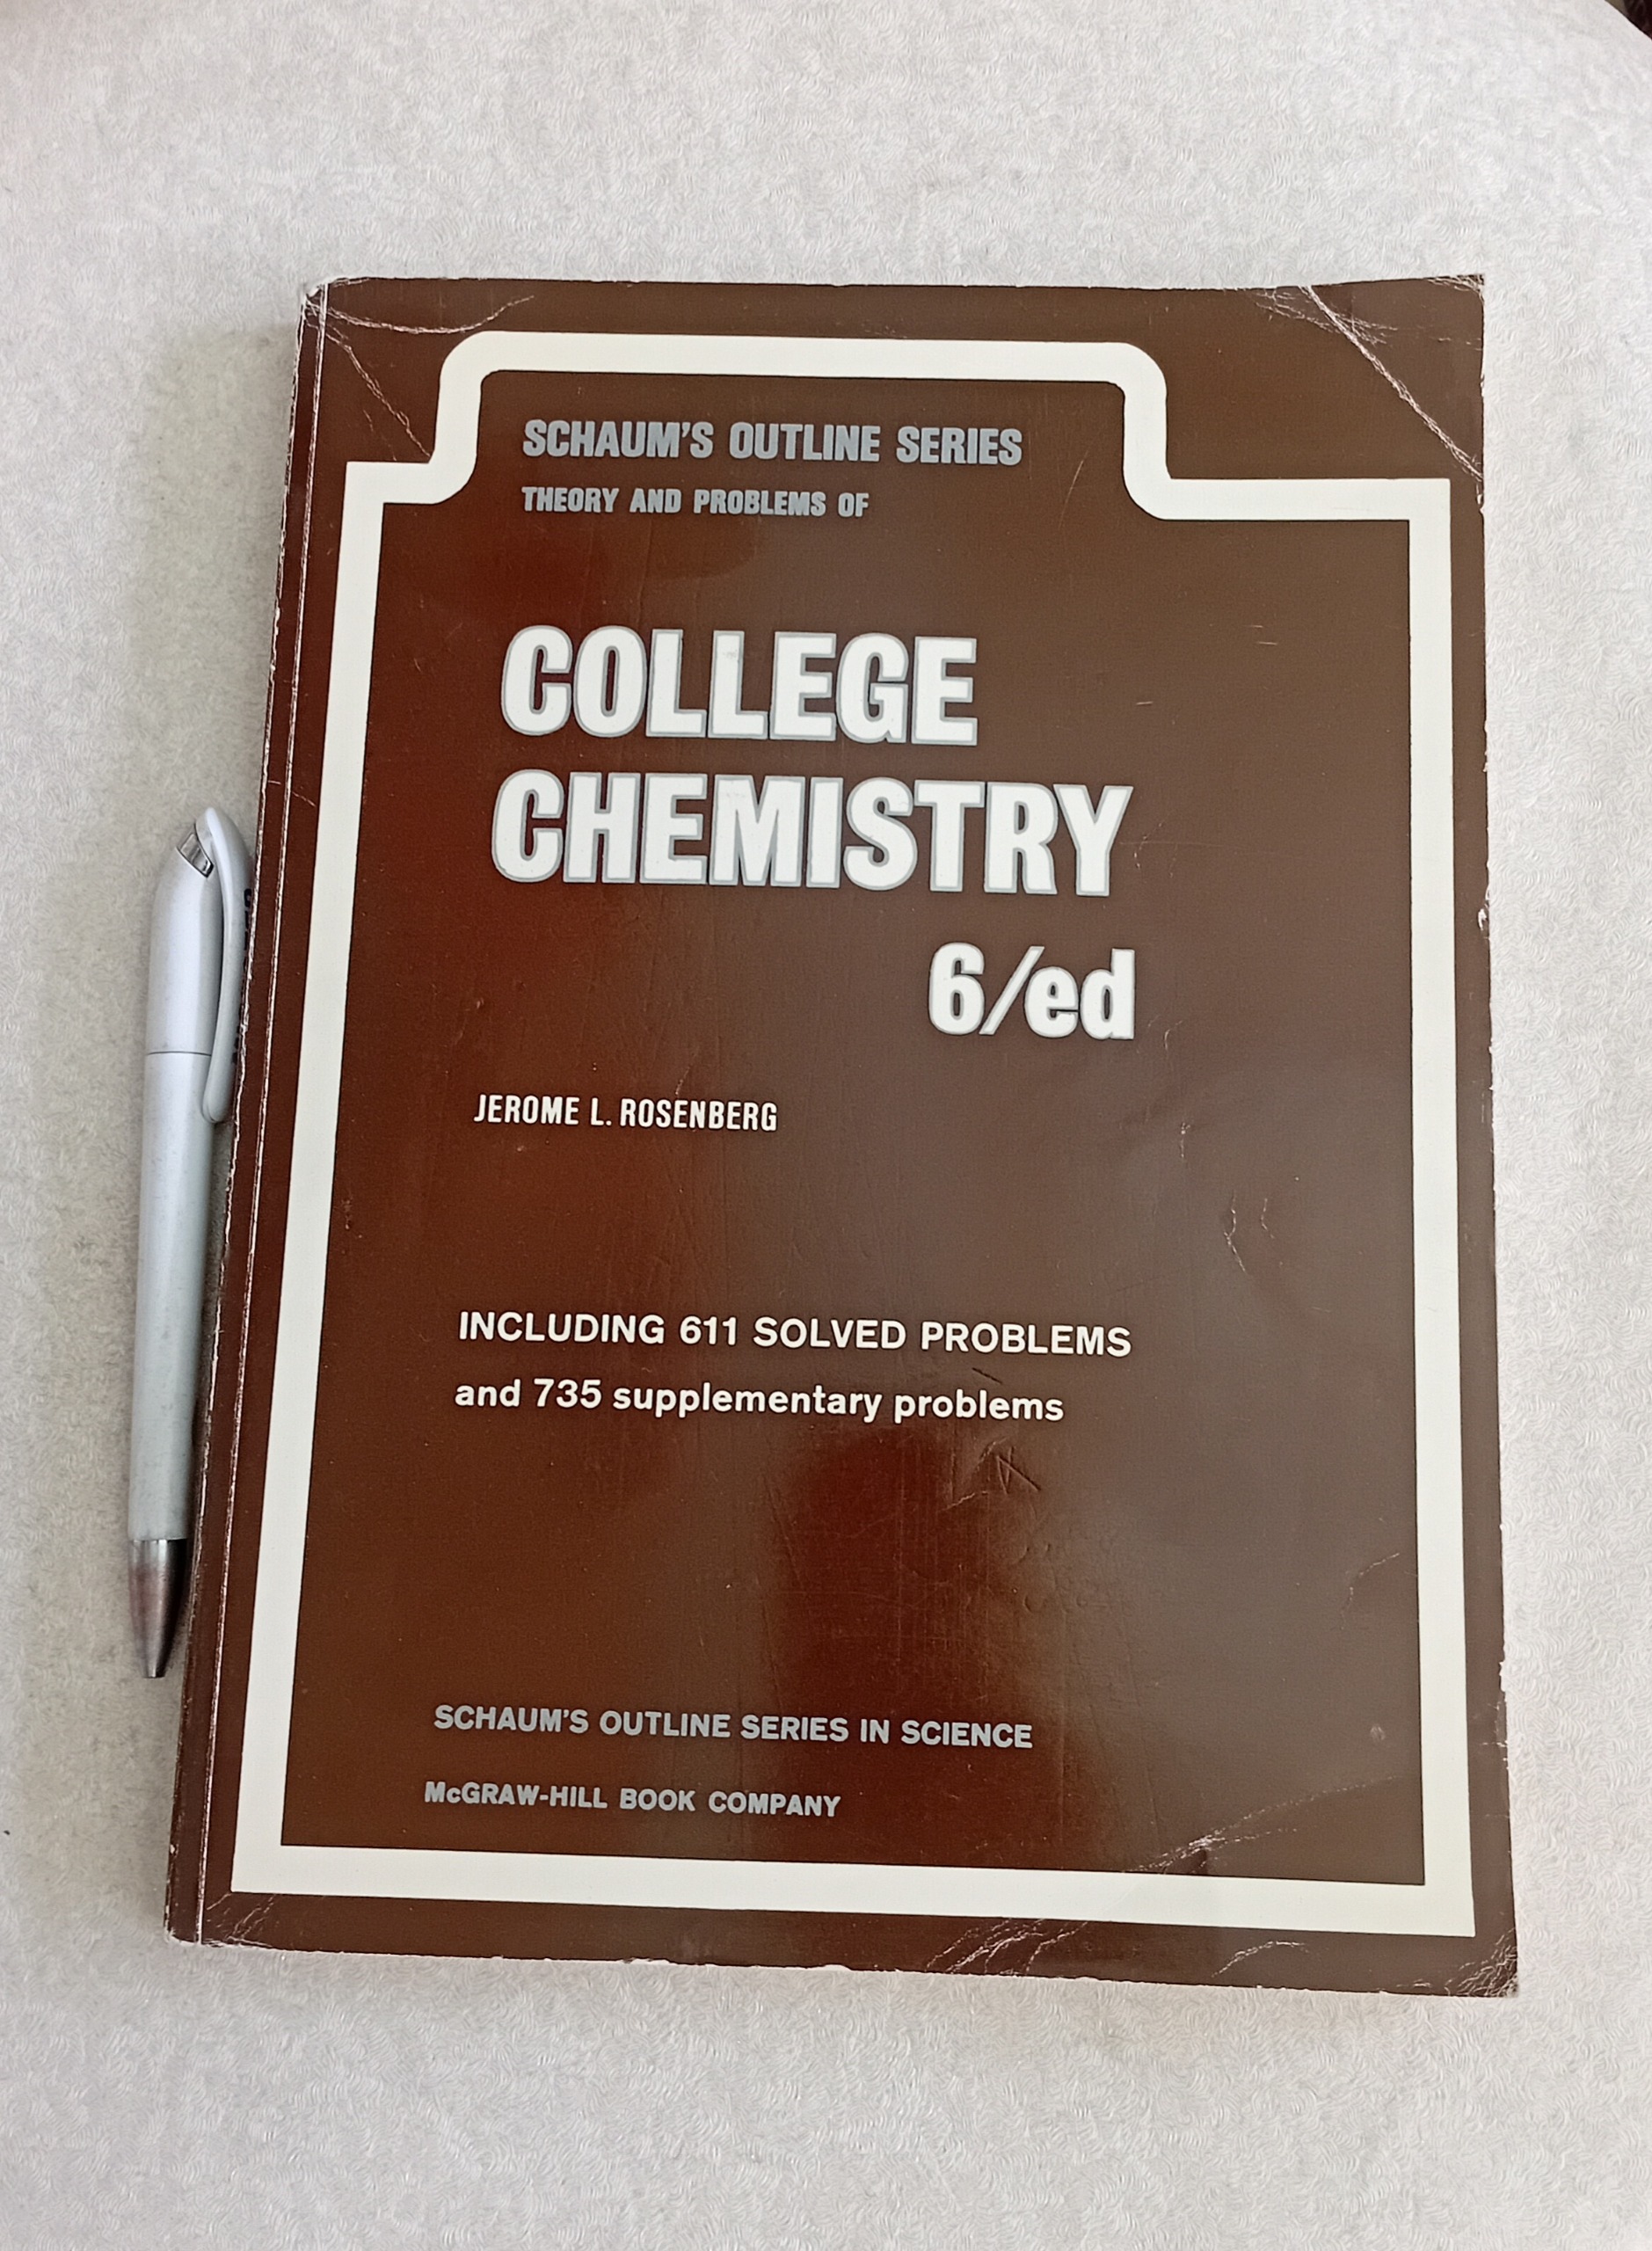 SCHAUM'S OUTLINE SERIES
THEORY AND PROBLEMS OF
COLLEGE
CHEMISTRY
6/ed
JEROME L. ROSENBERG
INCLUDING 611 SOLVED PROBLEMS
and 735 supplementary problems
SCHAUM'S OUTLINE SERIES IN SCIENCE
McGRAW-HILL BOOK COMPANY